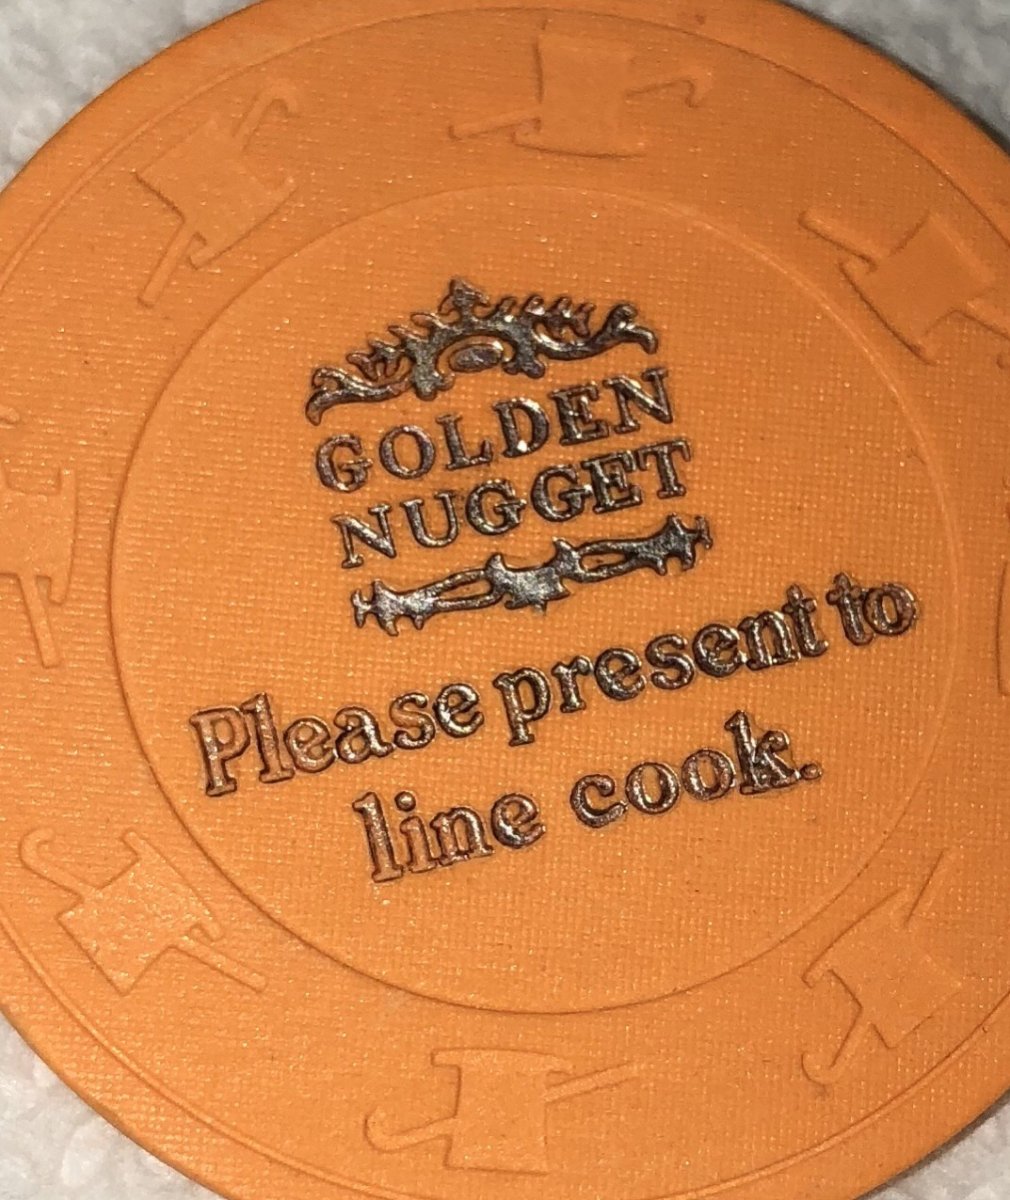 GOLDEN
NUGGET
Please present to
line cook.